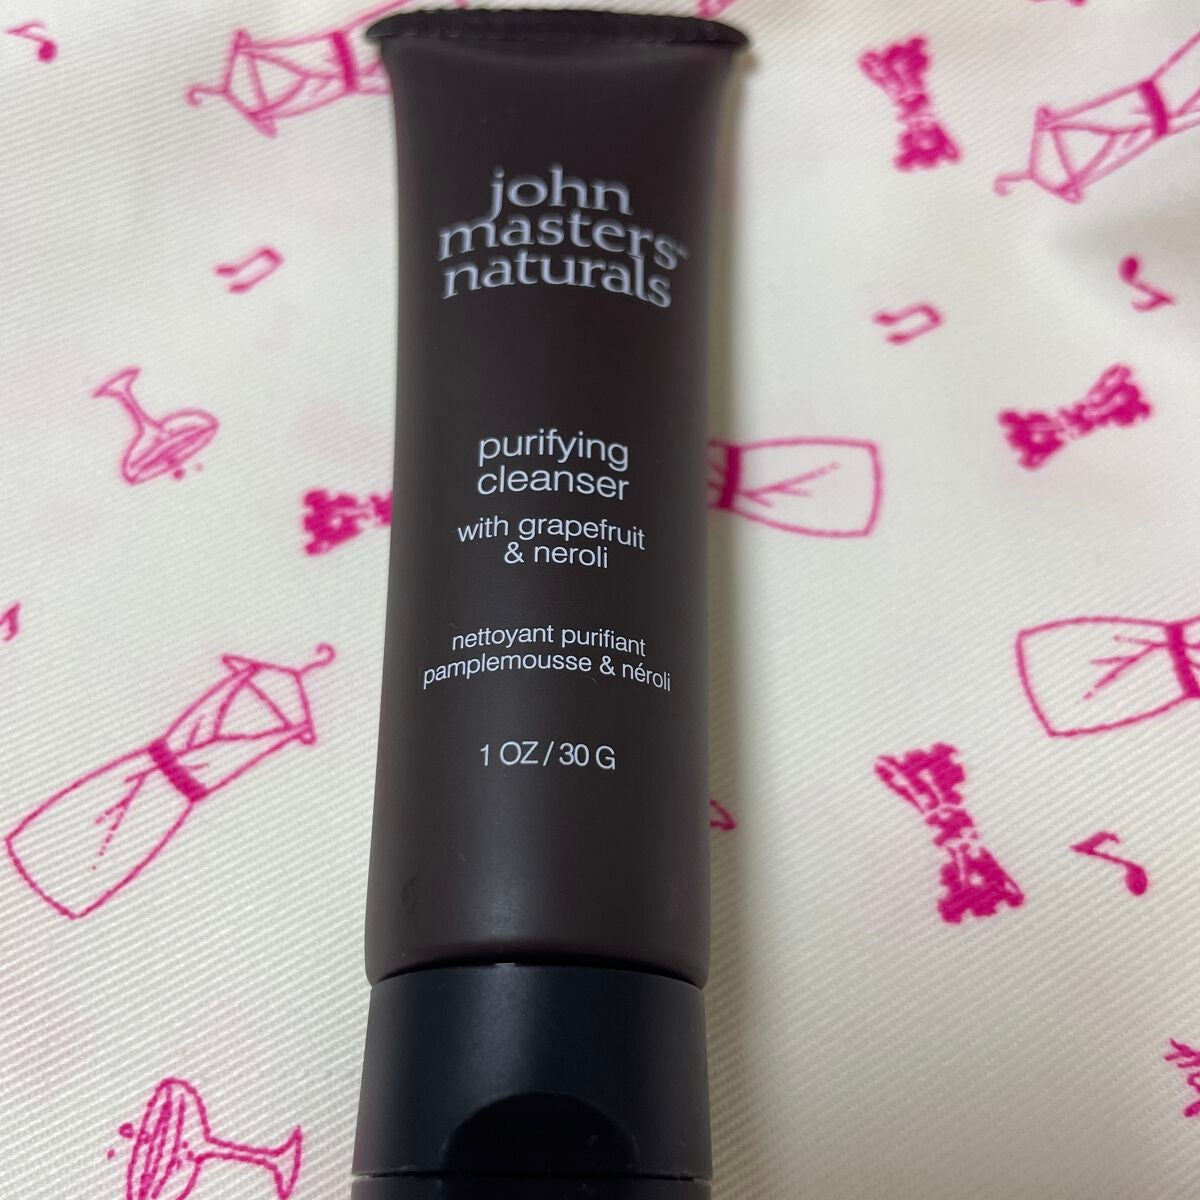 john
masters
naturals
purifying
cleanser
with grapefruit
& neroli
nettoyant purifiant
pamplemousse & néroli
1 OZ / 30 G